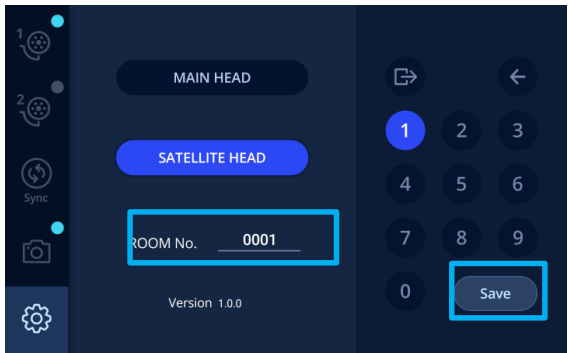 1
2
Sync
MAIN HEAD
SATELLITE HEAD
ROOM No. 0001
Version 1.0.0
1 2 3
4 5 6
7 8 9
0 Save